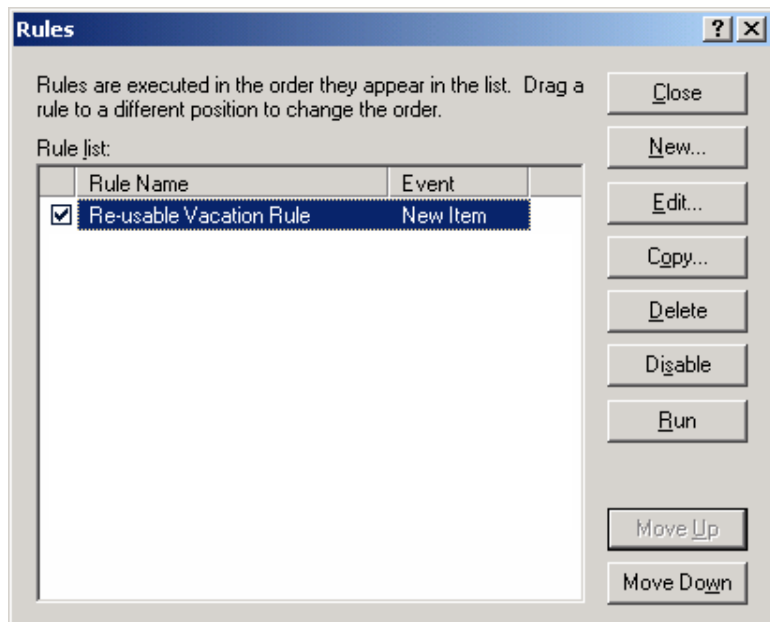 Rules
Rules are executed in the order they appear in the list. Drag a
rule to a different position to change the order.
Rule list:
Rule Name Event
Re-usable Vacation Rule New Item
Close
New...
Edit...
Copy...
Delete
Disable
Run
Move Up
Move Down